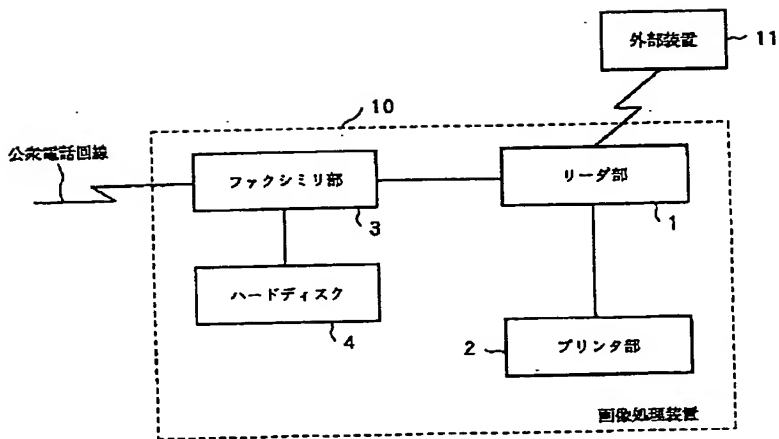 外部装置
11
10
公衆電話回線
ファクシミリ部
リーダ部
3
1
ハードディスク
4
2
プリンタ部
画像処理装置